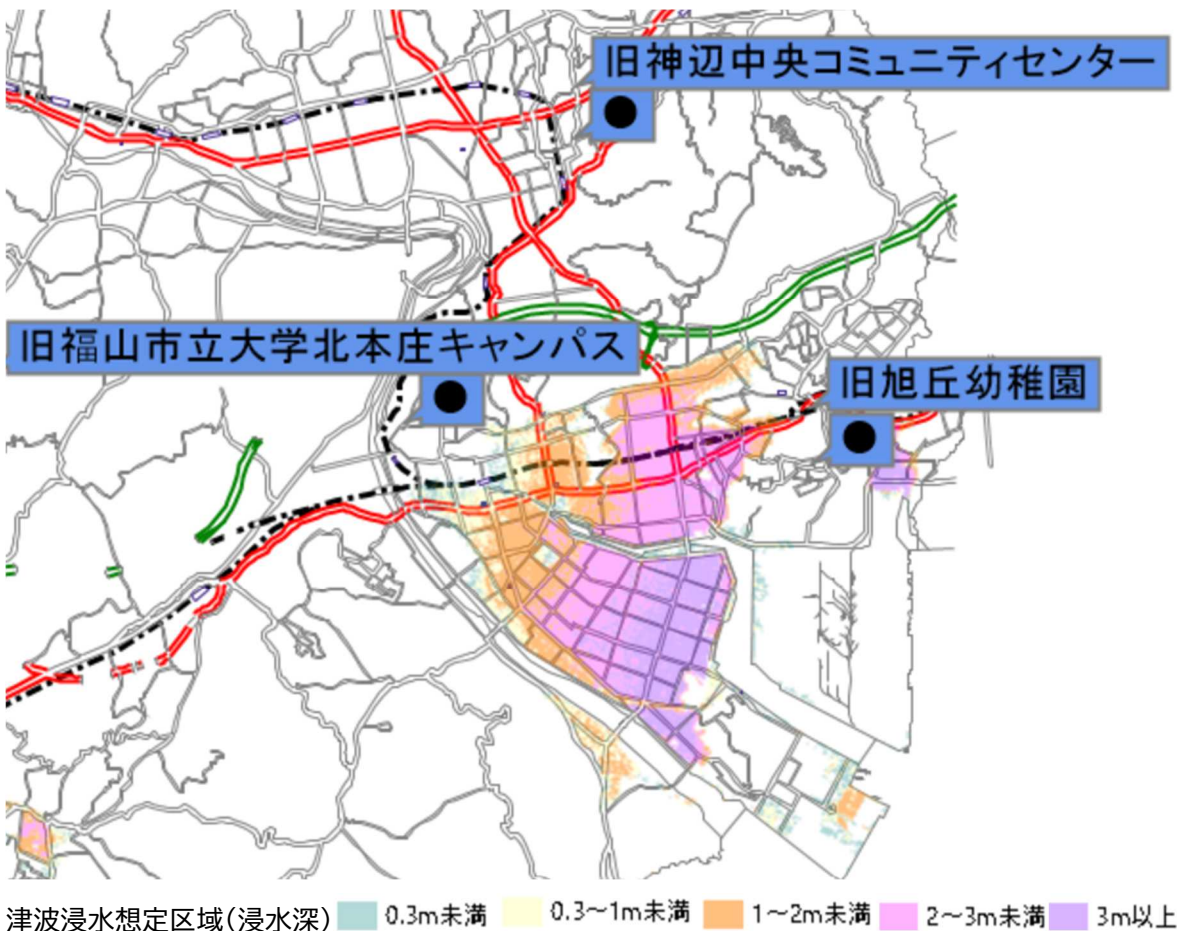 旧神辺中央コミュニティセンター
旧福山市立大学北本庄キャンパス
旧旭丘幼稚園
津波浸水想定区域(浸水深) 0.3m未満 0.3～1m未満 1～2m未満 2～3m未満 3m以上